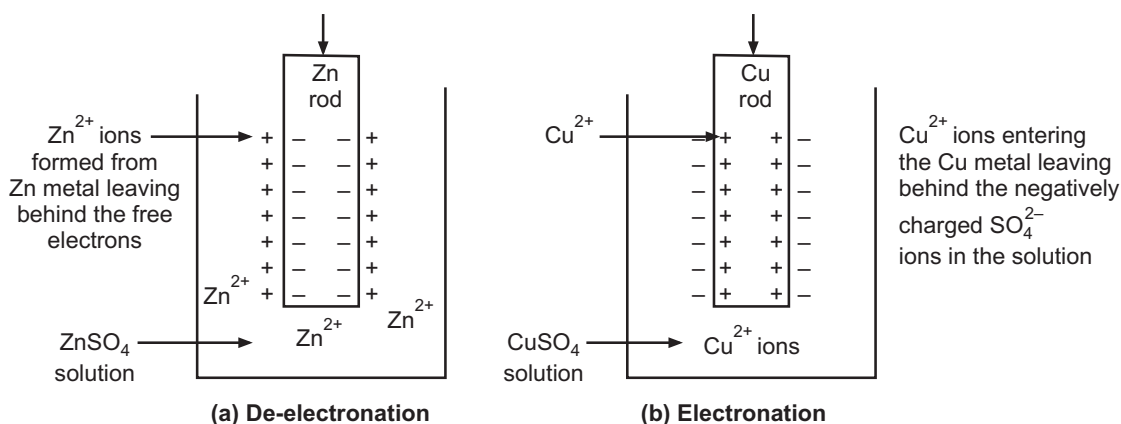 Zn
rod
Zn²⁺ ions
formed from
Zn metal leaving
behind the free
electrons
+ – – +
+ – – +
+ – – +
+ – – +
+ – – +
+ – – +
+ – – +
Zn²⁺
Zn²⁺
Zn²⁺
ZnSO₄
solution
(a) De-electronation
Cu
rod
Cu²⁺
– + + –
– + + –
– + + –
– + + –
– + + –
– + + –
– + + –
Cu²⁺ ions entering
the Cu metal leaving
behind the negatively
charged SO₄²⁻
ions in the solution
CuSO₄
solution
Cu²⁺ ions
(b) Electronation